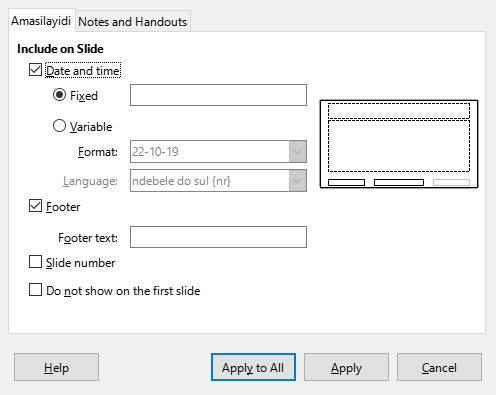 Amasilayidi
Notes and Handouts
Include on Slide
Date and time
Fixed
Variable
Format:
22-10-19
Language:
ndebele do sul {nr}
Footer
Footer text:
Slide number
Do not show on the first slide
Help
Apply to All
Apply
Cancel